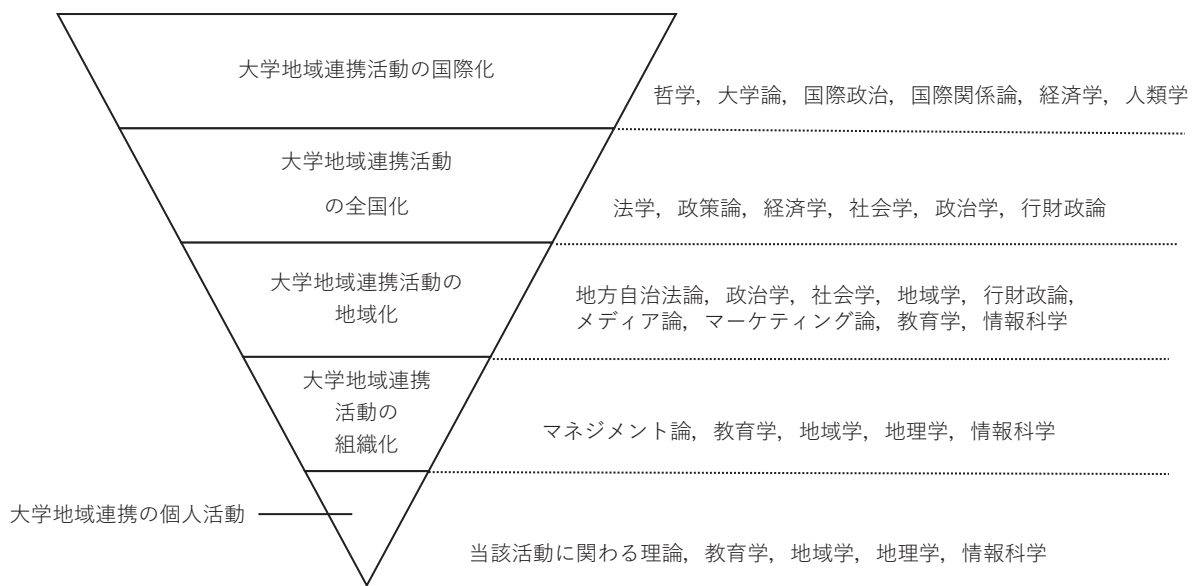 大学地域連携活動の国際化
哲学, 大学論, 国際政治, 国際関係論, 経済学, 人類学
大学地域連携活動
の全国化
法学, 政策論, 経済学, 社会学, 政治学, 行財政論
大学地域連携活動の
地域化
地方自治法論, 政治学, 社会学, 地域学, 行財政論,
メディア論, マーケティング論, 教育学, 情報科学
大学地域連携
活動の
組織化
マネジメント論, 教育学, 地域学, 地理学, 情報科学
大学地域連携の個人活動
当該活動に関わる理論, 教育学, 地域学, 地理学, 情報科学